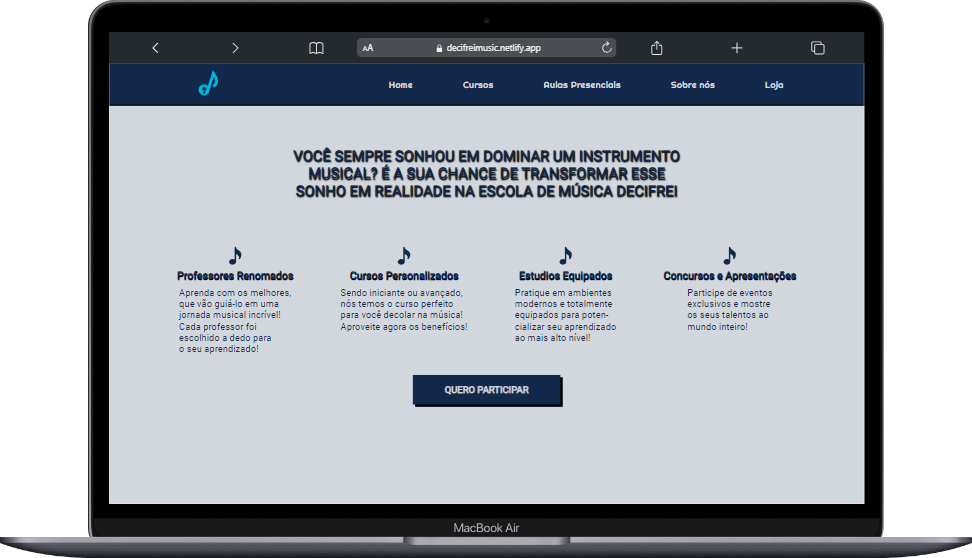 AA decifreimusic.netlify.app
Home Cursos Aulas Presenciais Sobre nós Loja
VOCÊ SEMPRE SONHOU EM DOMINAR UM INSTRUMENTO
MUSICAL? É A SUA CHANCE DE TRANSFORMAR ESSE
SONHO EM REALIDADE NA ESCOLA DE MÚSICA DECIFREI
Professores Renomados
Aprenda com os melhores,
que vão guiá-lo em uma
jornada musical incrível!
Cada professor foi
escolhido a dedo para
o seu aprendizado!
Cursos Personalizados
Sendo iniciante ou avançado,
nós temos o curso perfeito
para você decolar na música!
Aproveite agora os benefícios!
Estudios Equipados
Pratique em ambientes
modernos e totalmente
equipados para poten-
cializar seu aprendizado
ao mais alto nível!
Concursos e Apresentações
Participe de eventos
exclusivos e mostre
os seus talentos ao
mundo inteiro!
QUERO PARTICIPAR
MacBook Air